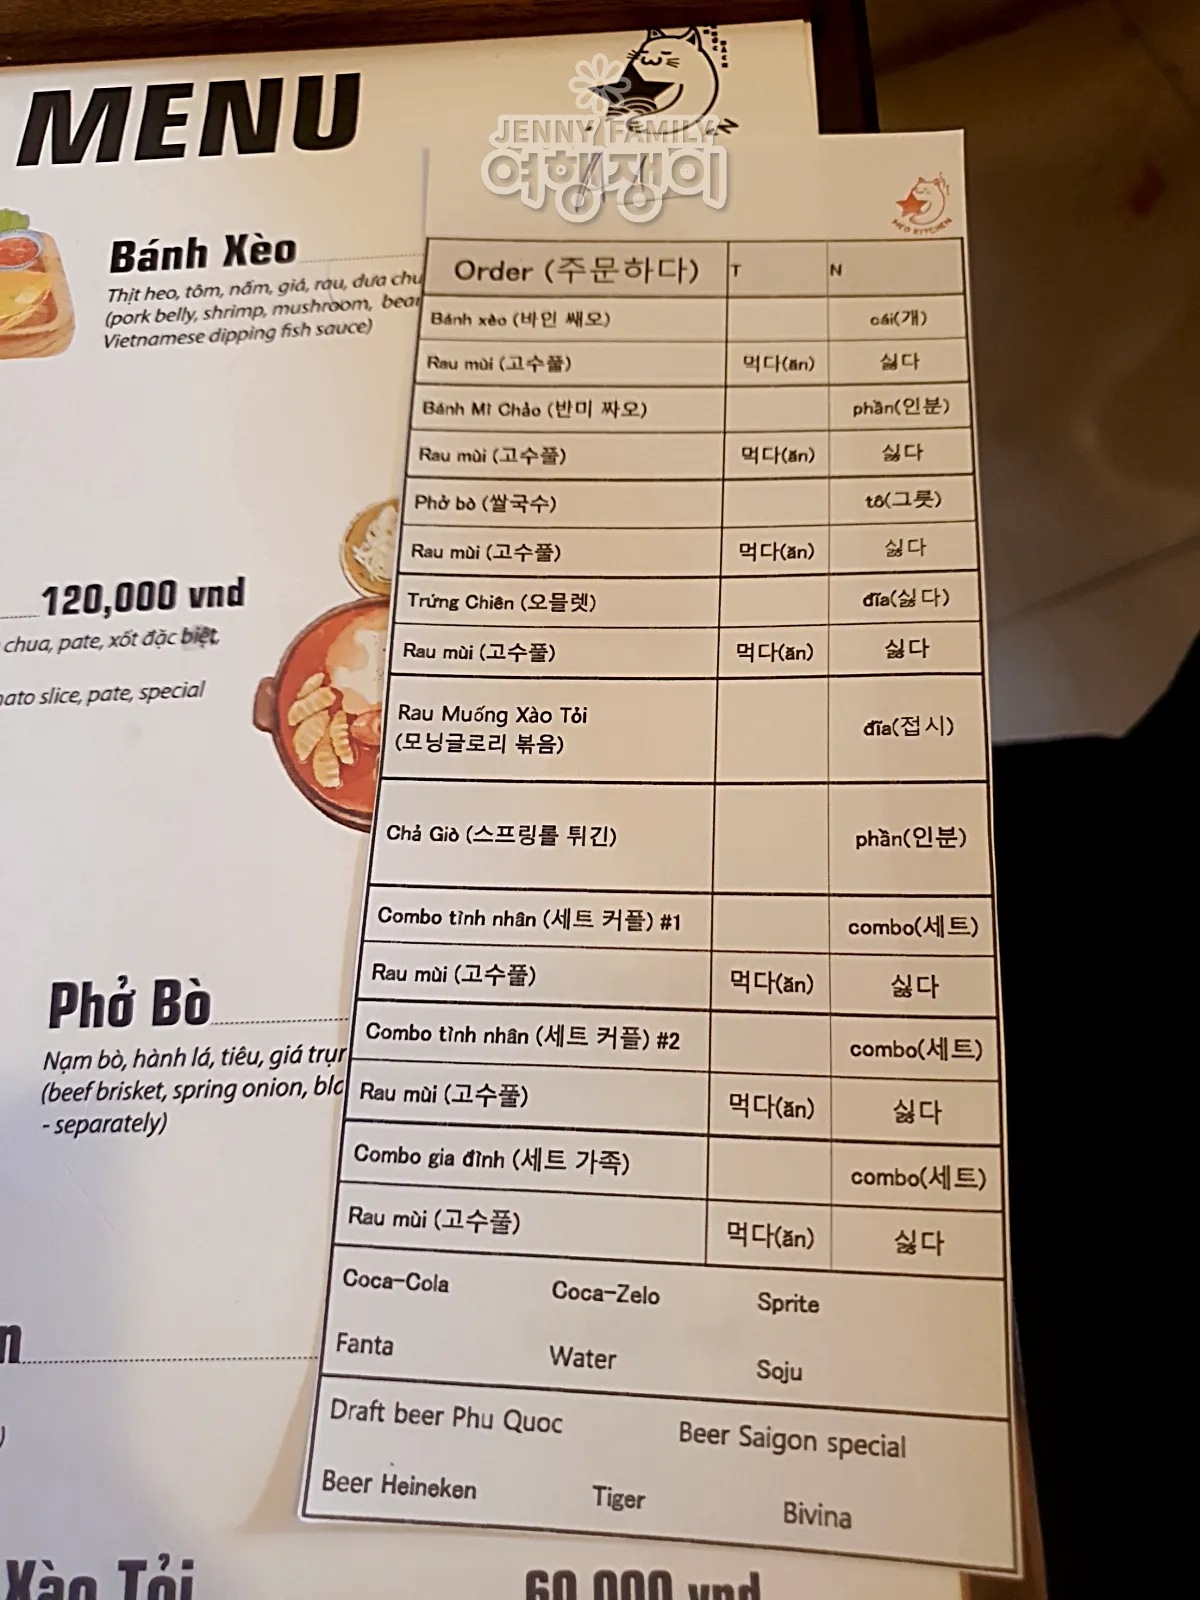 MENU
JENNY FAMILY
여행쟁이
MEO KITCHEN
Bánh Xèo
Thịt heo, tôm, nấm, giá, rau, dưa chu
(pork belly, shrimp, mushroom, bean
Vietnamese dipping fish sauce)
120,000 vnd
chua, pate, xốt đặc biệt,
mato slice, pate, special
Phở Bò
Nạm bò, hành lá, tiêu, giá trụn
(beef brisket, spring onion, blc
- separately)
n
)
Xào Tỏi
60,000 vnd
Order (주문하다) T N
Bánh xèo (바인 쌔오) cái(개)
Rau mùi (고수풀) 먹다(ăn) 싫다
Bánh Mì Chảo (반미 짜오) phần(인분)
Rau mùi (고수풀) 먹다(ăn) 싫다
Phở bò (쌀국수) tô(그릇)
Rau mùi (고수풀) 먹다(ăn) 싫다
Trứng Chiên (오믈렛) đĩa(싫다)
Rau mùi (고수풀) 먹다(ăn) 싫다
Rau Muống Xào Tỏi
(모닝글로리 볶음) đĩa(접시)
Chả Giò (스프링롤 튀긴) phần(인분)
Combo tình nhân (세트 커플) #1 combo(세트)
Rau mùi (고수풀) 먹다(ăn) 싫다
Combo tình nhân (세트 커플) #2 combo(세트)
Rau mùi (고수풀) 먹다(ăn) 싫다
Combo gia đình (세트 가족) combo(세트)
Rau mùi (고수풀) 먹다(ăn) 싫다
Coca-Cola Coca-Zelo Sprite
Fanta Water Soju
Draft beer Phu Quoc Beer Saigon special
Beer Heineken Tiger Bivina